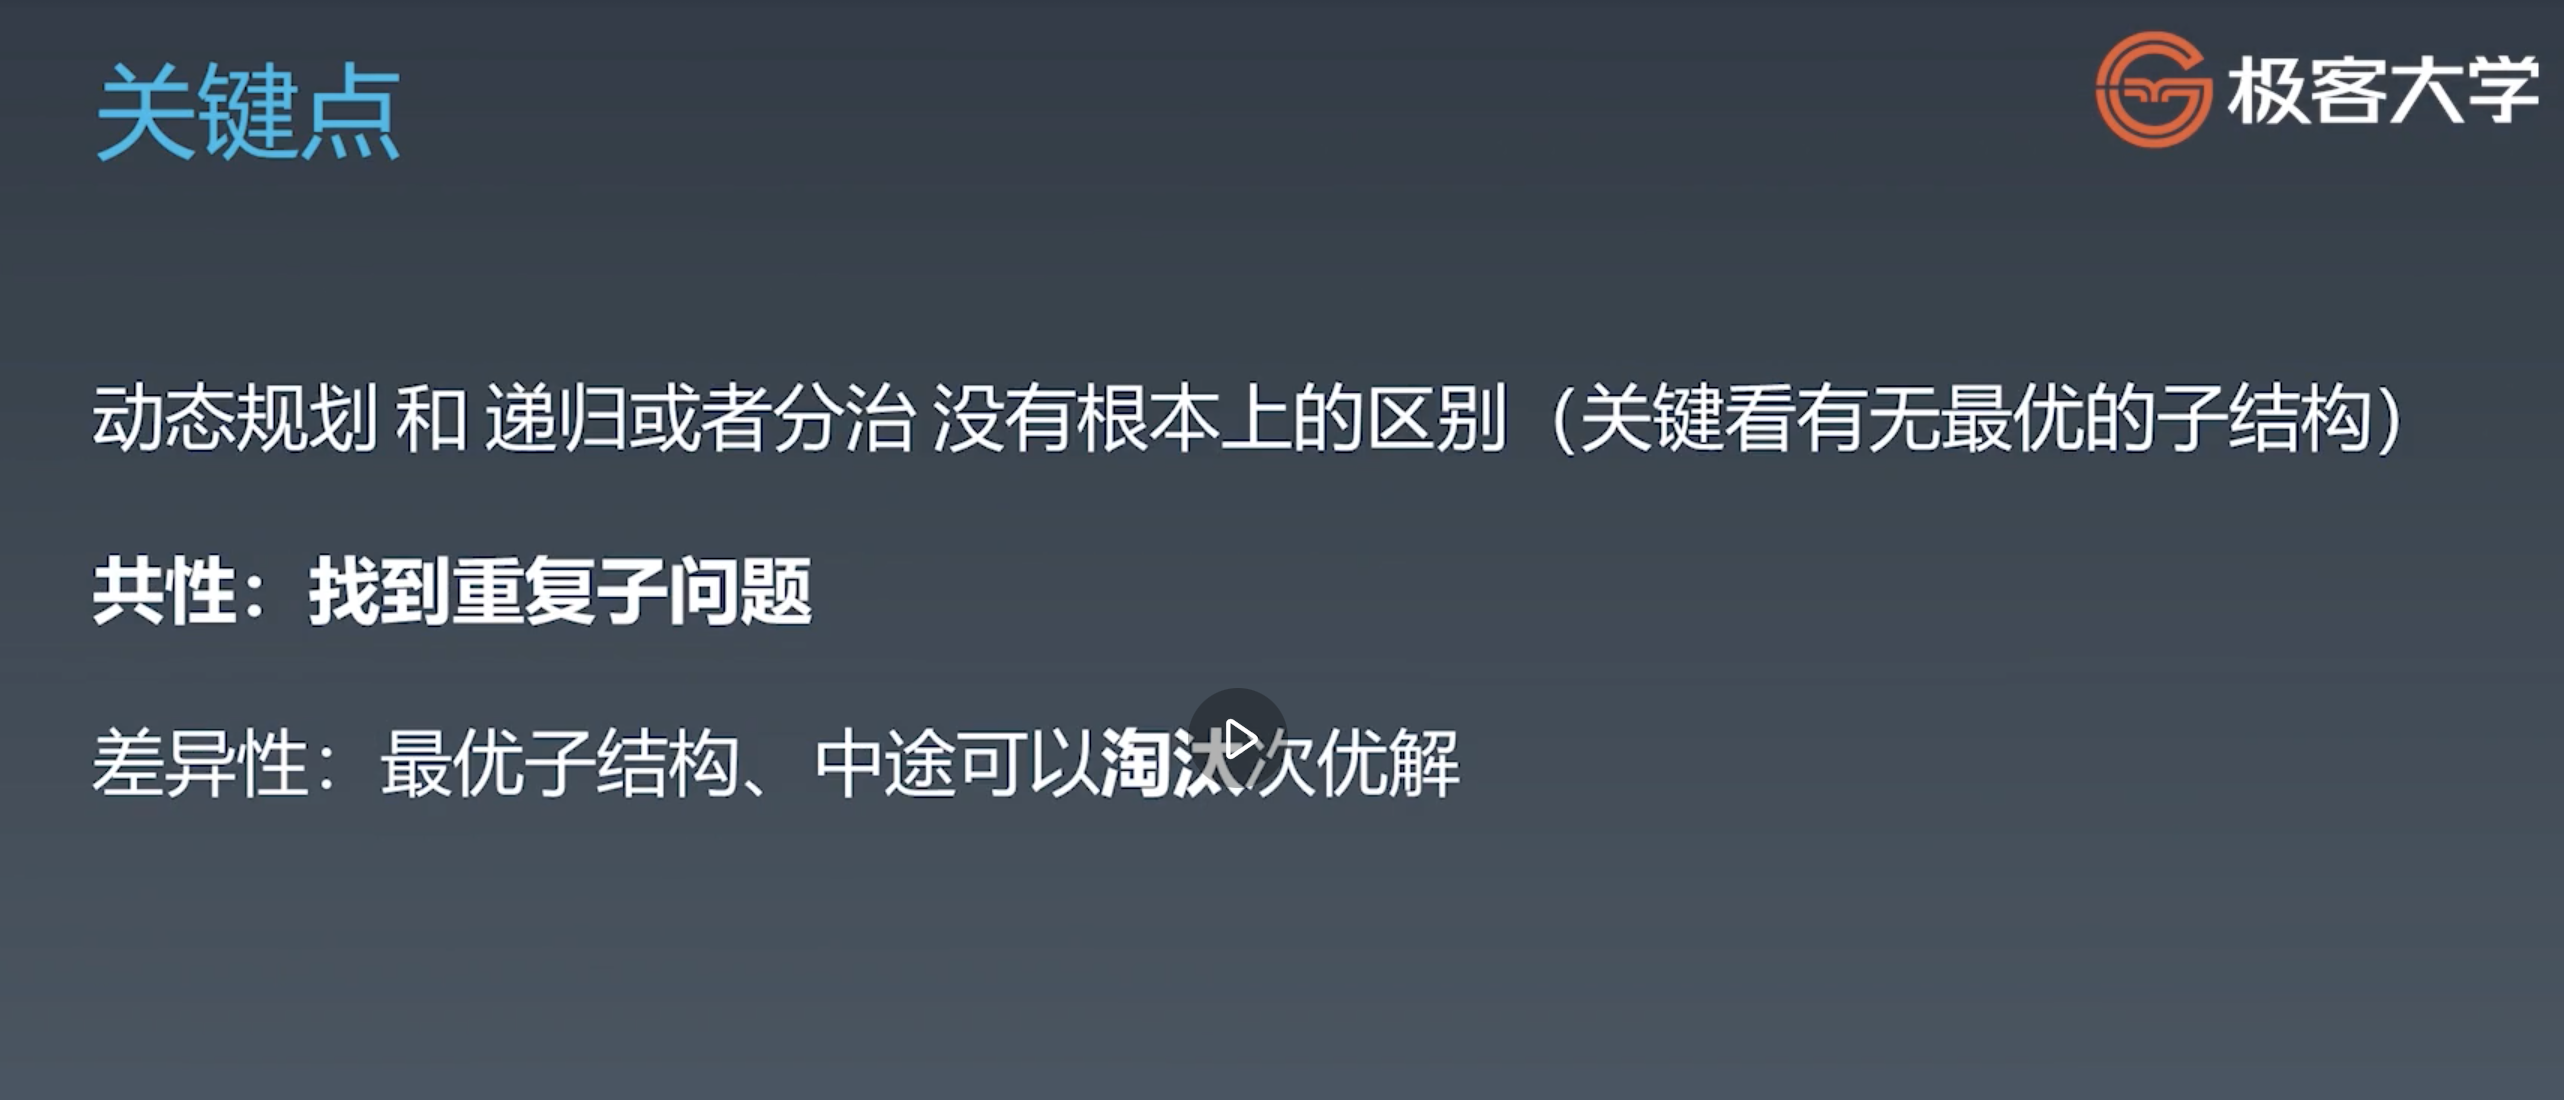 关键点
极客大学
动态规划 和 递归或者分治 没有根本上的区别（关键看有无最优的子结构）
共性：找到重复子问题
差异性：最优子结构、中途可以淘汰次优解